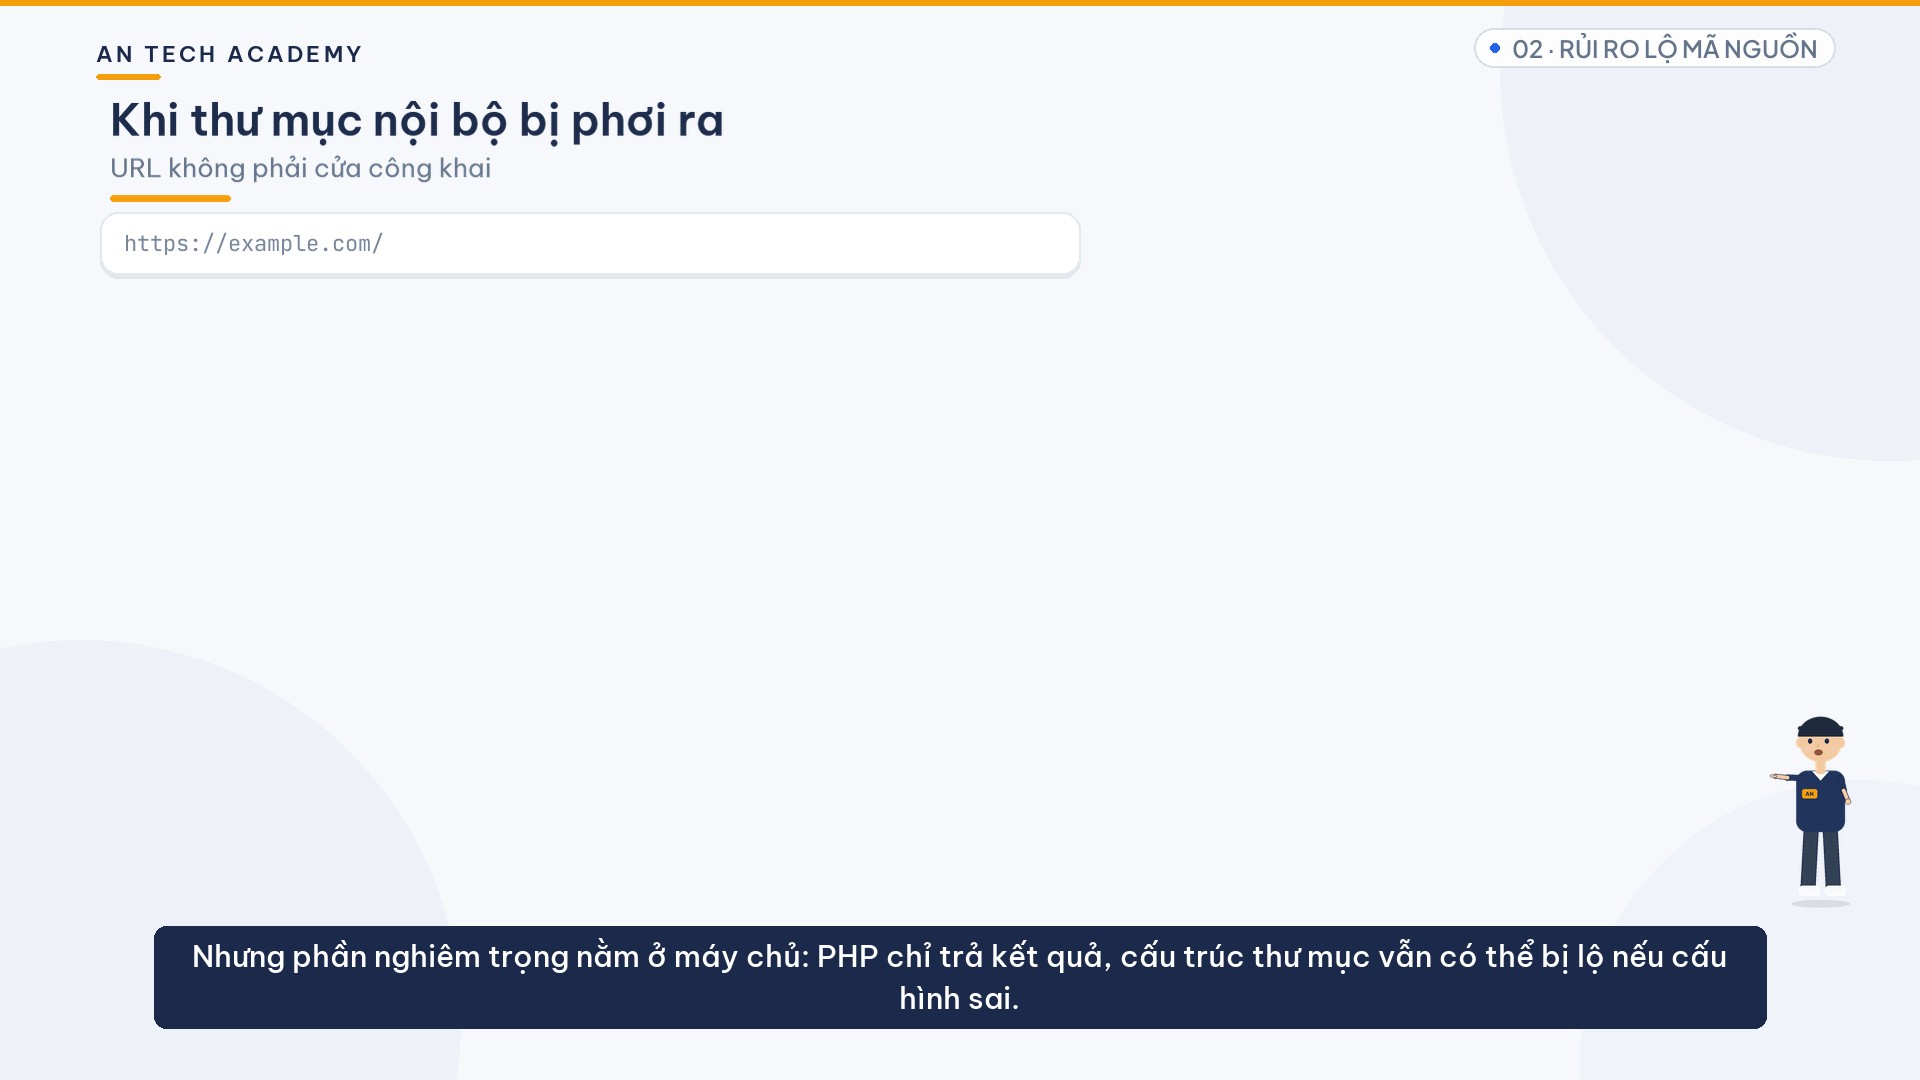 AN TECH ACADEMY
02 · RỦI RO LỘ MÃ NGUỒN
Khi thư mục nội bộ bị phơi ra
URL không phải cửa công khai
https://example.com/
AN
Nhưng phần nghiêm trọng nằm ở máy chủ: PHP chỉ trả kết quả, cấu trúc thư mục vẫn có thể bị lộ nếu cấu
hình sai.